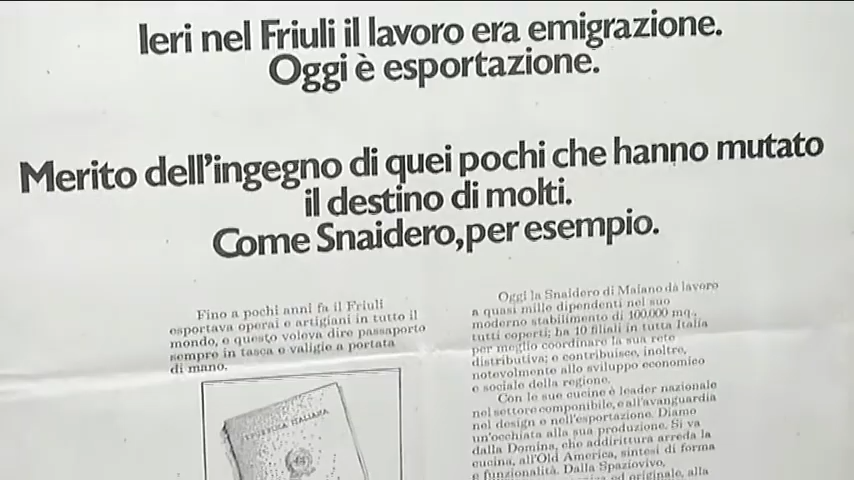 Ieri nel Friuli il lavoro era emigrazione.
Oggi è esportazione.
Merito dell'ingegno di quei pochi che hanno mutato
il destino di molti.
Come Snaidero,per esempio.
Fino a pochi anni fa il Friuli
esportava operai e artigiani in tutto il
mondo, e questo voleva dire passaporto
sempre in tasca e valigie a portata
di mano.
REPUBBLICA ITALIANA
Oggi la Snaidero di Majano dà lavoro
a quasi mille dipendenti nel suo
moderno stabilimento di 100.000 mq.,
tutti coperti; ha 10 filiali in tutta Italia
per meglio coordinare la sua rete
distributiva; e contribuisce, inoltre,
notevolmente allo sviluppo economico
e sociale della regione.
Con le sue cucine è leader nazionale
nel settore componibile, e all'avanguardia
nel design e nell'esportazione. Diamo
un'occhiata alla sua produzione. Si va
dalla Domina, che addirittura arreda la
cucina, all'Old America, sintesi di forma
e funzionalità. Dalla Spaziovivo,
ed originale, alla